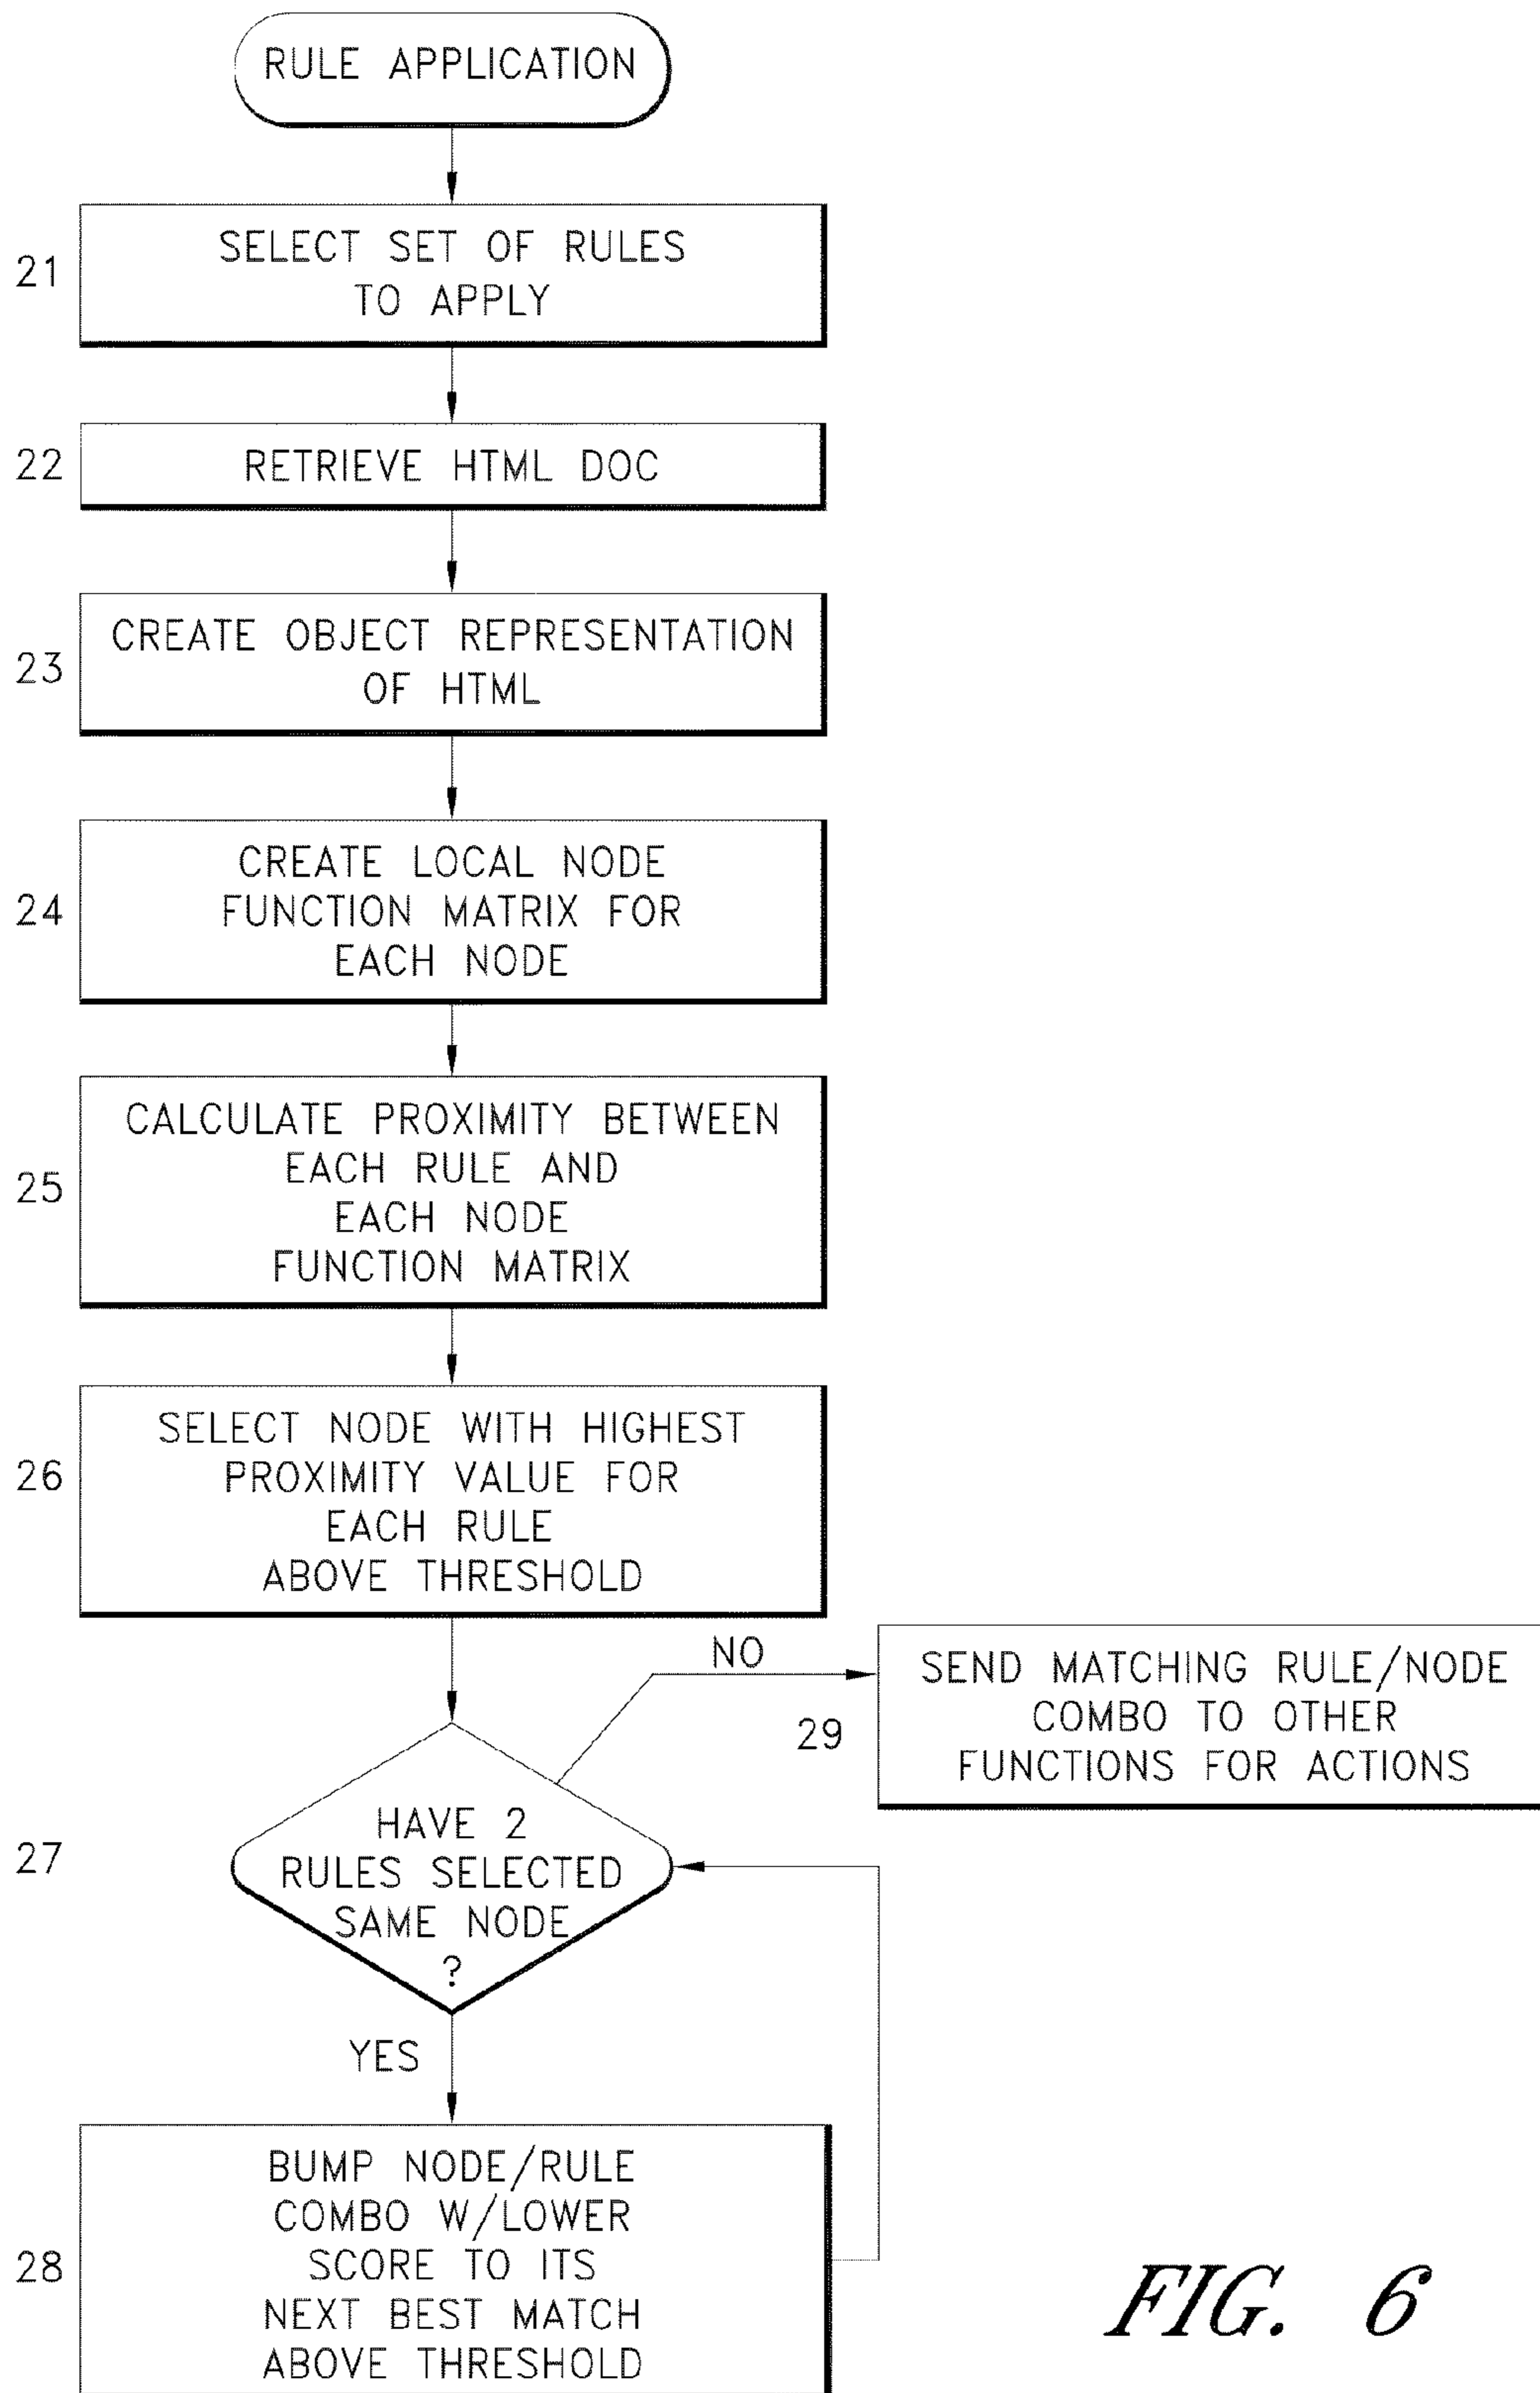 RULE APPLICATION
21
SELECT SET OF RULES
TO APPLY
22
RETRIEVE HTML DOC
23
CREATE OBJECT REPRESENTATION
OF HTML
24
CREATE LOCAL NODE
FUNCTION MATRIX FOR
EACH NODE
25
CALCULATE PROXIMITY BETWEEN
EACH RULE AND
EACH NODE
FUNCTION MATRIX
26
SELECT NODE WITH HIGHEST
PROXIMITY VALUE FOR
EACH RULE
ABOVE THRESHOLD
NO
29
SEND MATCHING RULE/NODE
COMBO TO OTHER
FUNCTIONS FOR ACTIONS
27
HAVE 2
RULES SELECTED
SAME NODE
?
YES
28
BUMP NODE/RULE
COMBO W/LOWER
SCORE TO ITS
NEXT BEST MATCH
ABOVE THRESHOLD
FIG. 6